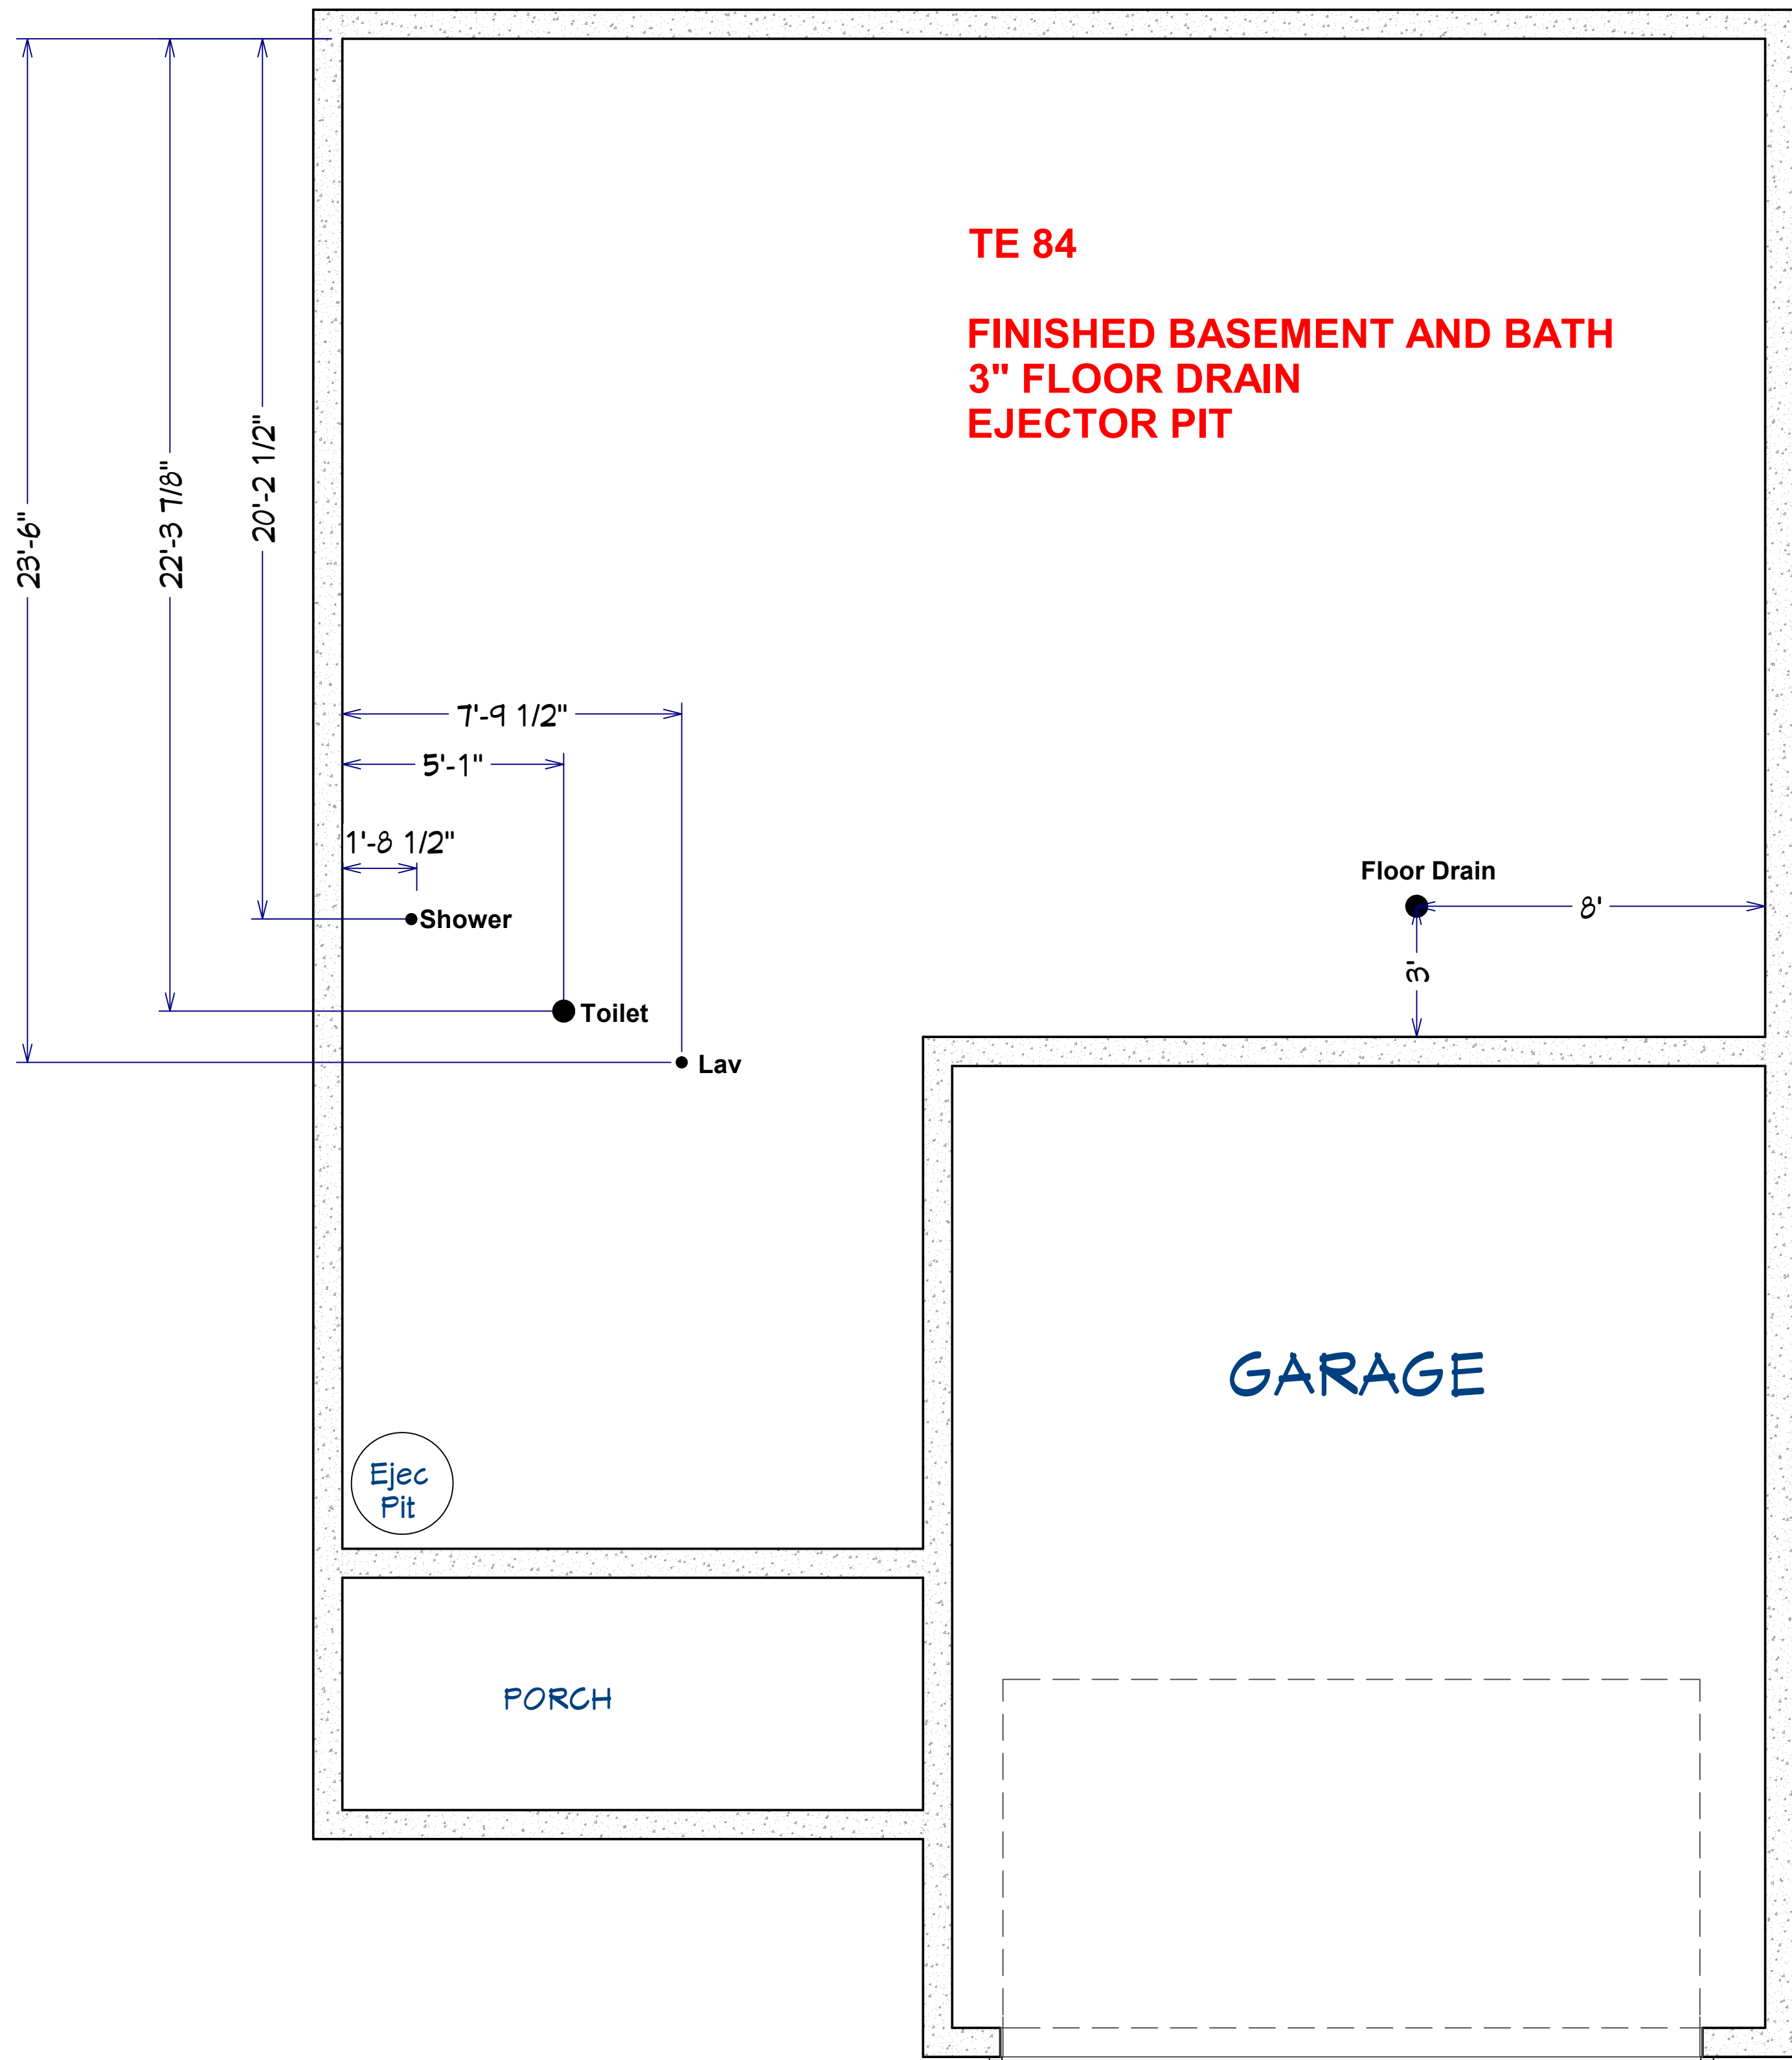 TE 84
FINISHED BASEMENT AND BATH
3" FLOOR DRAIN
EJECTOR PIT
23'-6"
22'-3 7/8"
20'-2 1/2"
7'-9 1/2"
5'-1"
1'-8 1/2"
Shower
Toilet
Lav
Floor Drain
8'
3'
GARAGE
Ejec
Pit
PORCH